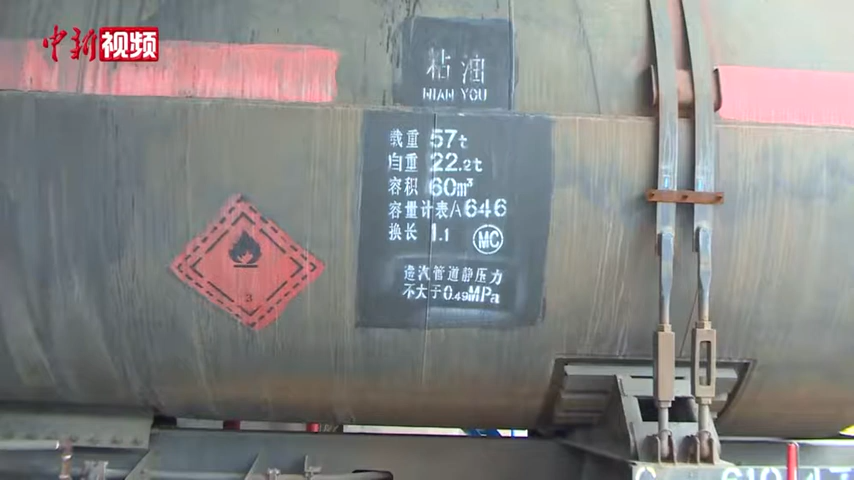 中新视频
粘油
NIAN YOU
载重 57t
自重 22.2t
容积 60m³
容量计表A646
换长 1.1
MC
造汽管道静压力
不大于0.49MPa
3